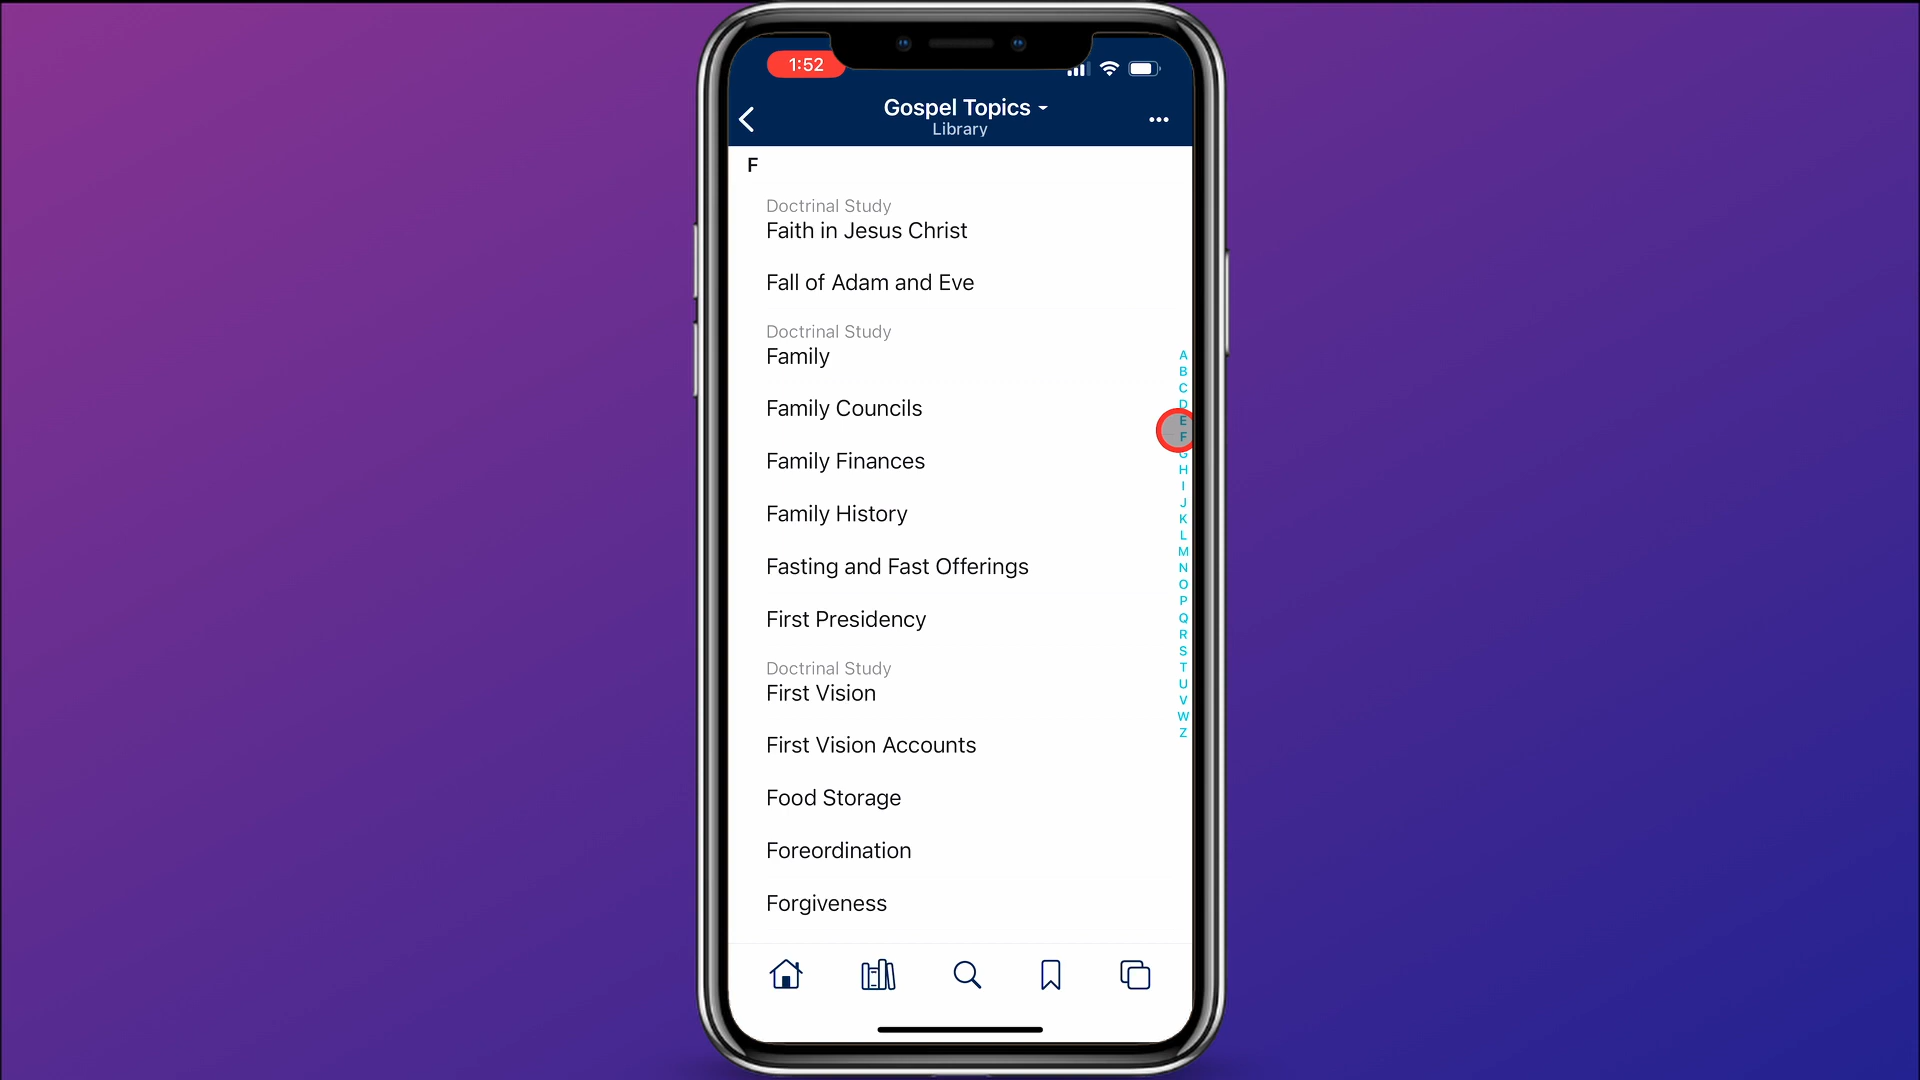 1:52
Gospel Topics
Library
F
Doctrinal Study
Faith in Jesus Christ
Fall of Adam and Eve
Doctrinal Study
Family
Family Councils
Family Finances
Family History
Fasting and Fast Offerings
First Presidency
Doctrinal Study
First Vision
First Vision Accounts
Food Storage
Foreordination
Forgiveness
A
B
C
D
E
F
G
H
I
J
K
L
M
N
O
P
Q
R
S
T
U
V
W
Z